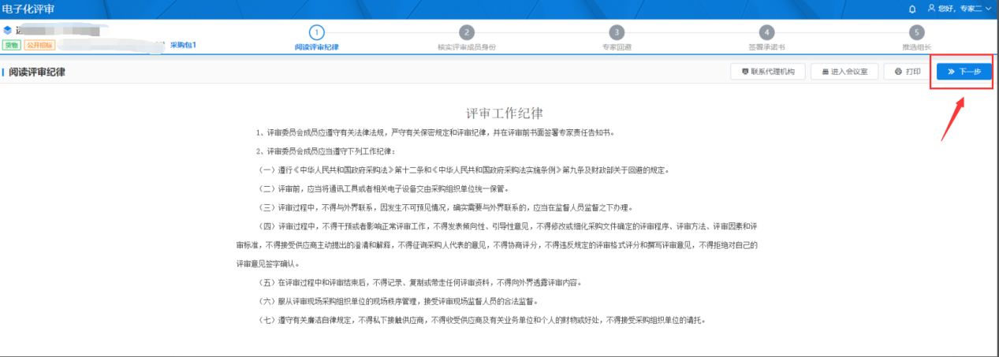 电子化评审
您好，专家二
货物 公开招标 采购包1
1 2 3 4 5
阅读评审纪律 核实评审成员身份 专家回避 签署承诺书 推选组长
阅读评审纪律 联系代理机构 进入会议室 打印 下一步
评审工作纪律
1、评审委员会成员应遵守有关法律法规，严守有关保密规定和评审纪律，并在评审前书面签署专家责任告知书。
2、评审委员会成员应当遵守下列工作纪律：
（一）遵行《中华人民共和国政府采购法》第十二条和《中华人民共和国政府采购法实施条例》第九条及财政部关于回避的规定。
（二）评审前，应当将通讯工具或者相关电子设备交由采购组织单位统一保管。
（三）评审过程中，不得与外界联系，因发生不可预见情况，确实需要与外界联系的，应当在监督人员监督之下办理。
（四）评审过程中，不得干预或者影响正常评审工作，不得发表倾向性、引导性意见，不得修改或细化采购文件确定的评审程序、评审方法、评审因素和评
审标准，不得接受供应商主动提出的澄清和解释，不得征询采购人代表的意见，不得协商评分，不得违反规定的评审格式评分和撰写评审意见，不得拒绝对自己的
评审意见签字确认。
（五）在评审过程中和评审结束后，不得记录、复制或带走任何评审资料，不得向外界透露评审内容。
（六）服从评审现场采购组织单位的现场秩序管理，接受评审现场监督人员的合法监督。
（七）遵守有关廉洁自律规定，不得私下接触供应商，不得收受供应商及有关业务单位和个人的财物或好处，不得接受采购组织单位的请托。